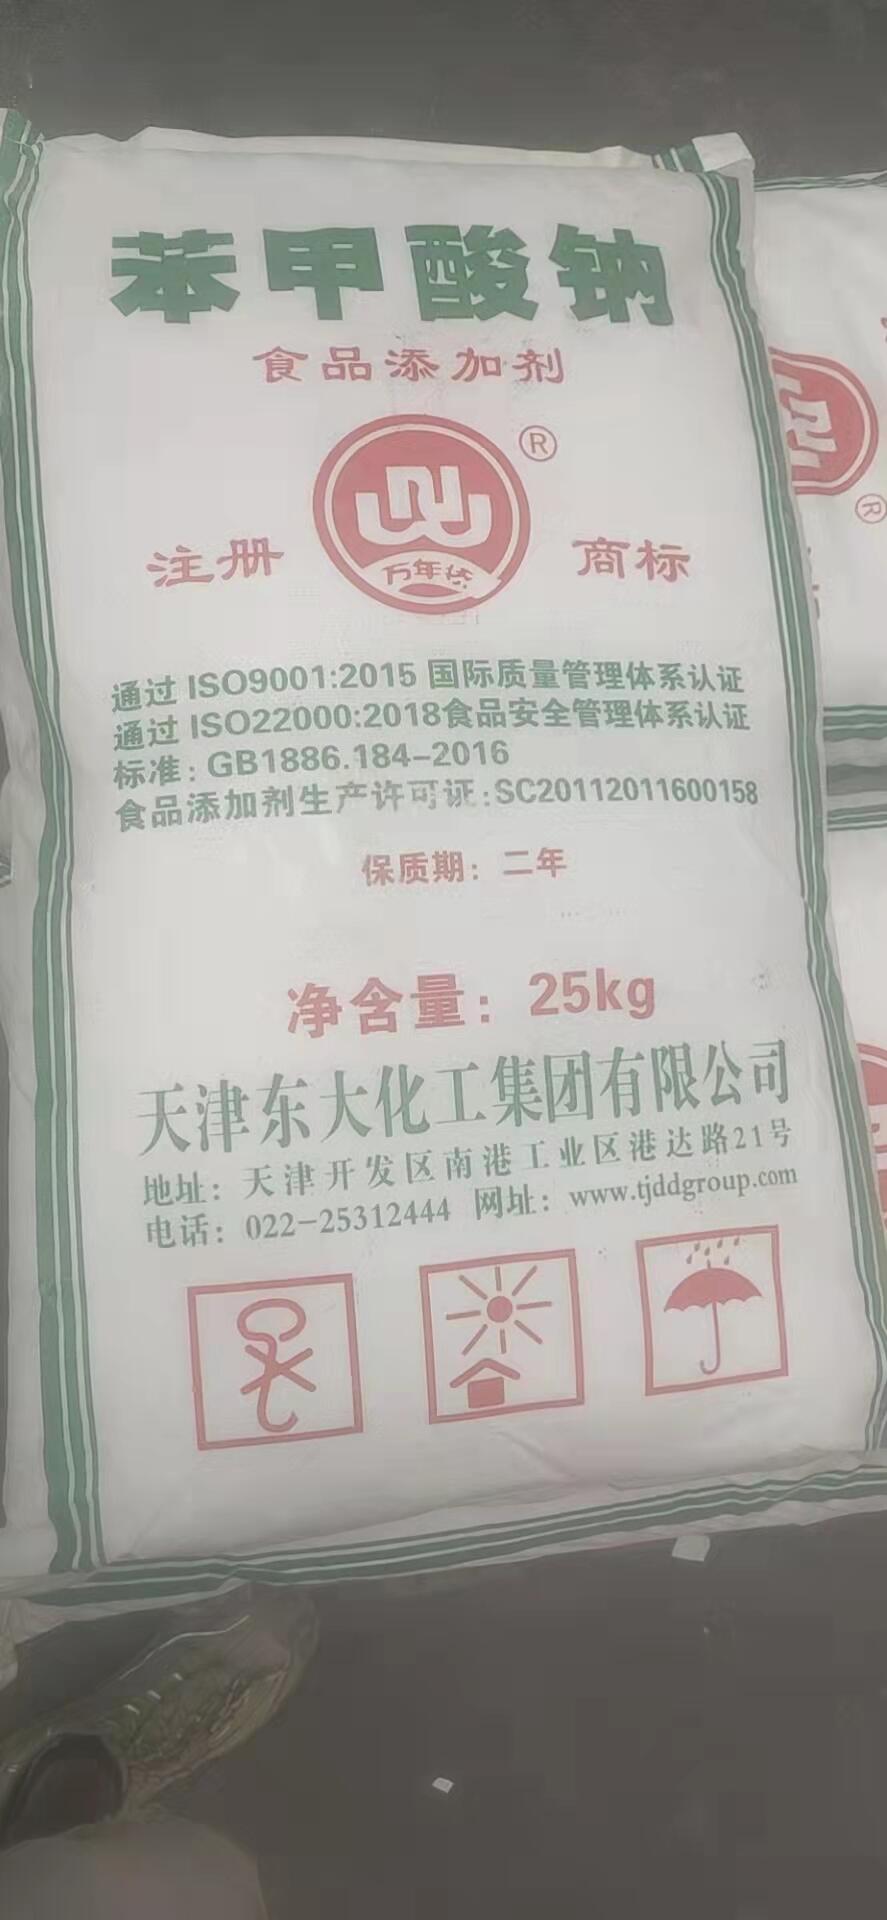 苯甲酸钠
食品添加剂
®
注册
万年
商标
通过 ISO9001:2015 国际质量管理体系认证
通过 ISO22000:2018食品安全管理体系认证
标准：GB1886.184-2016
食品添加剂生产许可证：SC20112011600158
保质期：二年
净含量：25kg
天津东大化工集团有限公司
地址：天津开发区南港工业区港达路21号
电话：022-25312444 网址：www.tjddgroup.com
®